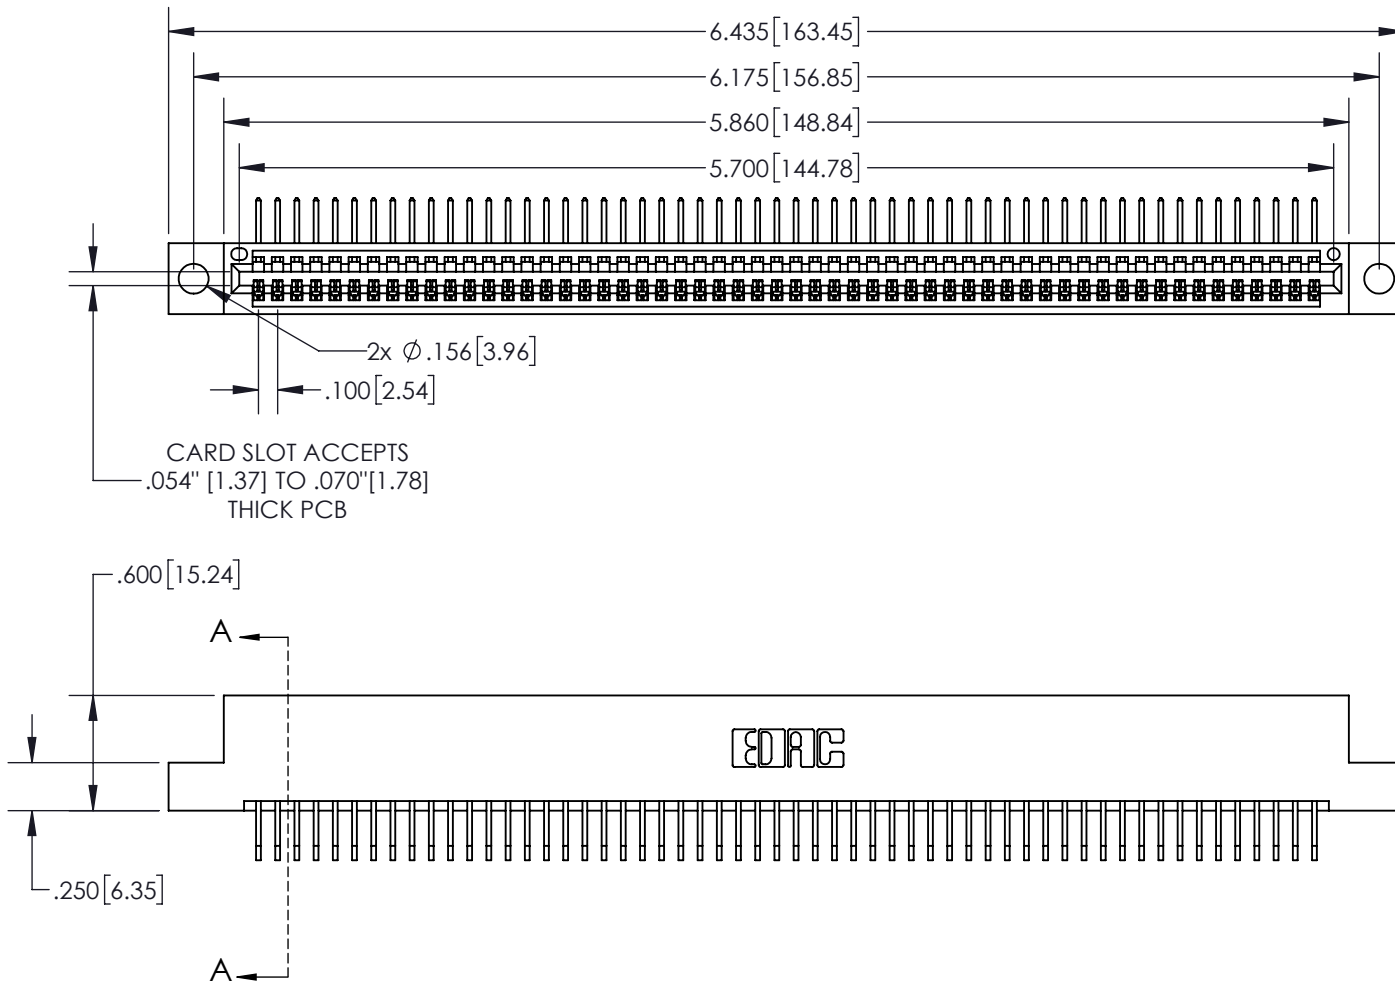 6.435[163.45]
6.175[156.85]
5.860[148.84]
5.700[144.78]
2x Ø.156[3.96]
.100[2.54]
CARD SLOT ACCEPTS
.054" [1.37] TO .070"[1.78]
THICK PCB
.600[15.24]
A
EDAC
.250[6.35]
A